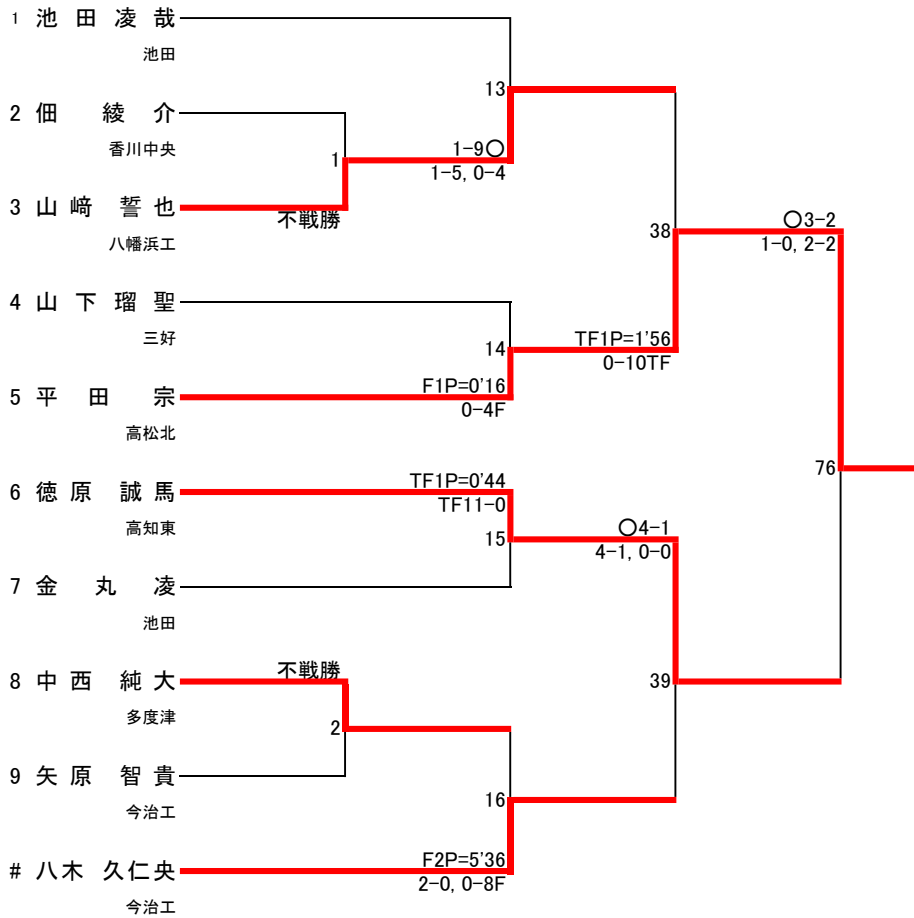 1 池田凌哉
池田
13
2 佃綾介
香川中央
1-9○
1
1-5, 0-4
3 山﨑誓也
不戦勝
八幡浜工
38
○3-2
1-0, 2-2
4 山下瑠聖
三好
14
TF1P=1'56
0-10TF
5 平田宗
F1P=0'16
0-4F
高松北
76
6 徳原誠馬
TF1P=0'44
TF11-0
高知東
15
○4-1
4-1, 0-0
7 金丸凌
池田
8 中西純大
不戦勝
39
多度津
2
9 矢原智貴
今治工
16
# 八木久仁央
F2P=5'36
2-0, 0-8F
今治工